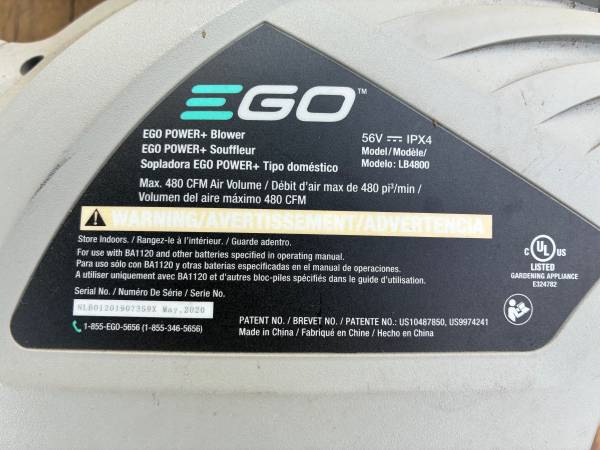 EGO™
EGO POWER+ Blower
EGO POWER+ Souffleur
Sopladora EGO POWER+ Tipo doméstico
56V ⎓ IPX4
Model/Modèle/
Modelo: LB4800
Max. 480 CFM Air Volume / Débit d'air max de 480 pi³/min /
Volumen del aire máximo 480 CFM
WARNING/AVERTISSEMENT/ADVERTENCIA
Store Indoors. / Rangez-le à l'intérieur. / Guarde adentro.
For use with BA1120 and other batteries specified in operating manual.
Para uso sólo con BA1120 y otras baterias especificadas en el manual de operaciones.
A utiliser uniquement avec BA1120 et d'autres bloc-piles spécifiés dans le guide d'utilisation.
C UL US
LISTED
GARDENING APPLIANCE
E324782
Serial No. / Numéro De Série / Serie No.
NLB01201907359X May,2020
1-855-EGO-5656 (1-855-346-5656)
PATENT NO. / BREVET NO. / PATENTE NO.: US10487850, US9974241
Made in China / Fabriqué en Chine / Hecho en China